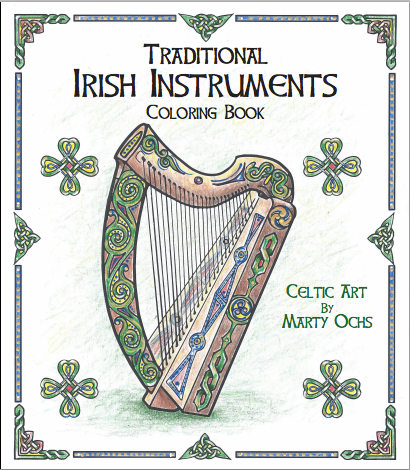 TRADITIONAL
IRISH INSTRUMENTS
COLORING BOOK
CELTIC ART
BY
MARTY OCHS